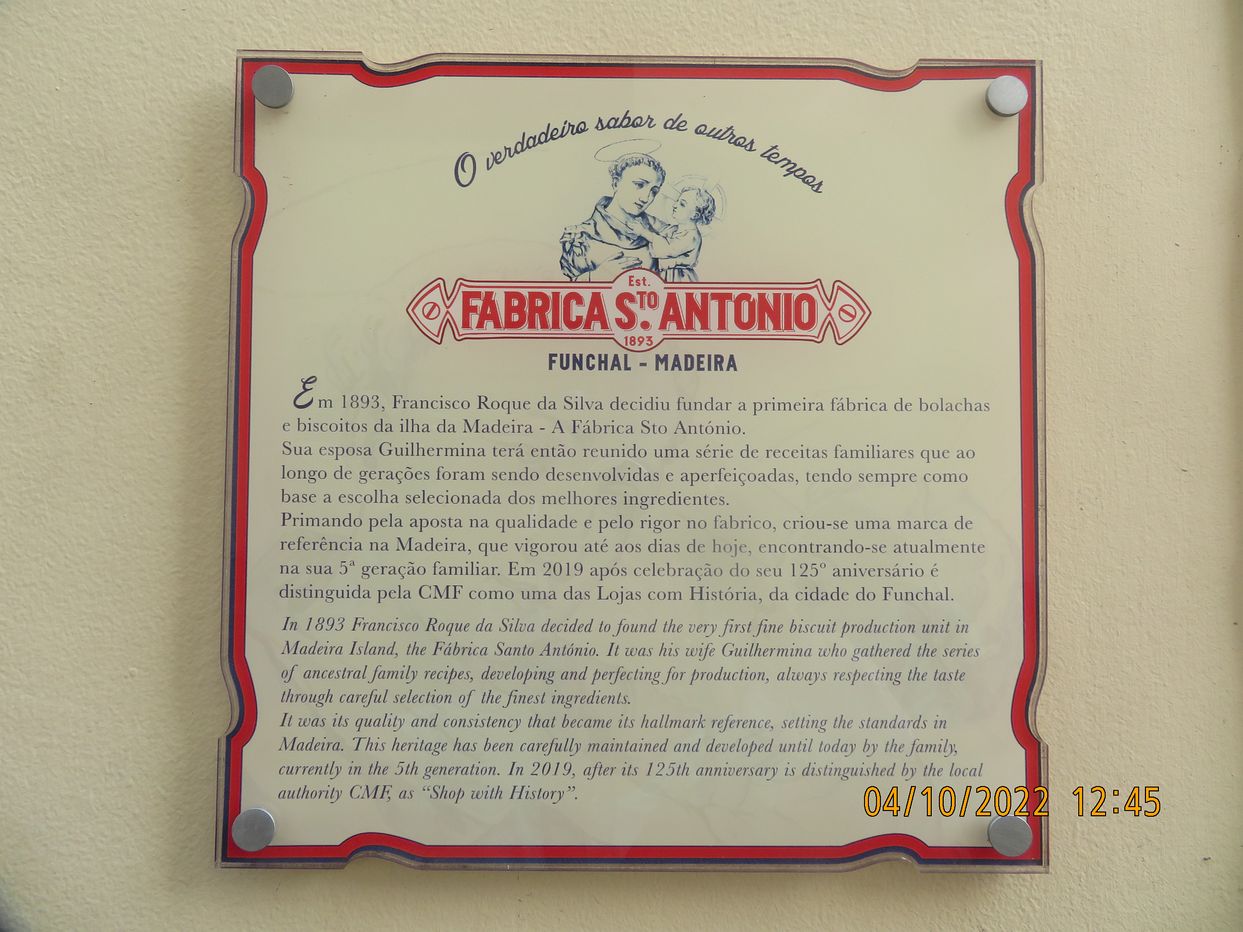 O verdadeiro sabor de outros tempos
Est.
FÁBRICA STO. ANTÓNIO
1893
FUNCHAL - MADEIRA
Em 1893, Francisco Roque da Silva decidiu fundar a primeira fábrica de bolachas
e biscoitos da ilha da Madeira - A Fábrica Sto António.
Sua esposa Guilhermina terá então reunido uma série de receitas familiares que ao
longo de gerações foram sendo desenvolvidas e aperfeiçoadas, tendo sempre como
base a escolha selecionada dos melhores ingredientes.
Primando pela aposta na qualidade e pelo rigor no fabrico, criou-se uma marca de
referência na Madeira, que vigorou até aos dias de hoje, encontrando-se atualmente
na sua 5ª geração familiar. Em 2019 após celebração do seu 125º aniversário é
distinguida pela CMF como uma das Lojas com História, da cidade do Funchal.
In 1893 Francisco Roque da Silva decided to found the very first fine biscuit production unit in
Madeira Island, the Fábrica Santo António. It was his wife Guilhermina who gathered the series
of ancestral family recipes, developing and perfecting for production, always respecting the taste
through careful selection of the finest ingredients.
It was its quality and consistency that became its hallmark reference, setting the standards in
Madeira. This heritage has been carefully maintained and developed until today by the family,
currently in the 5th generation. In 2019, after its 125th anniversary is distinguished by the local
authority CMF, as “Shop with History”.
04/10/2022 12:45